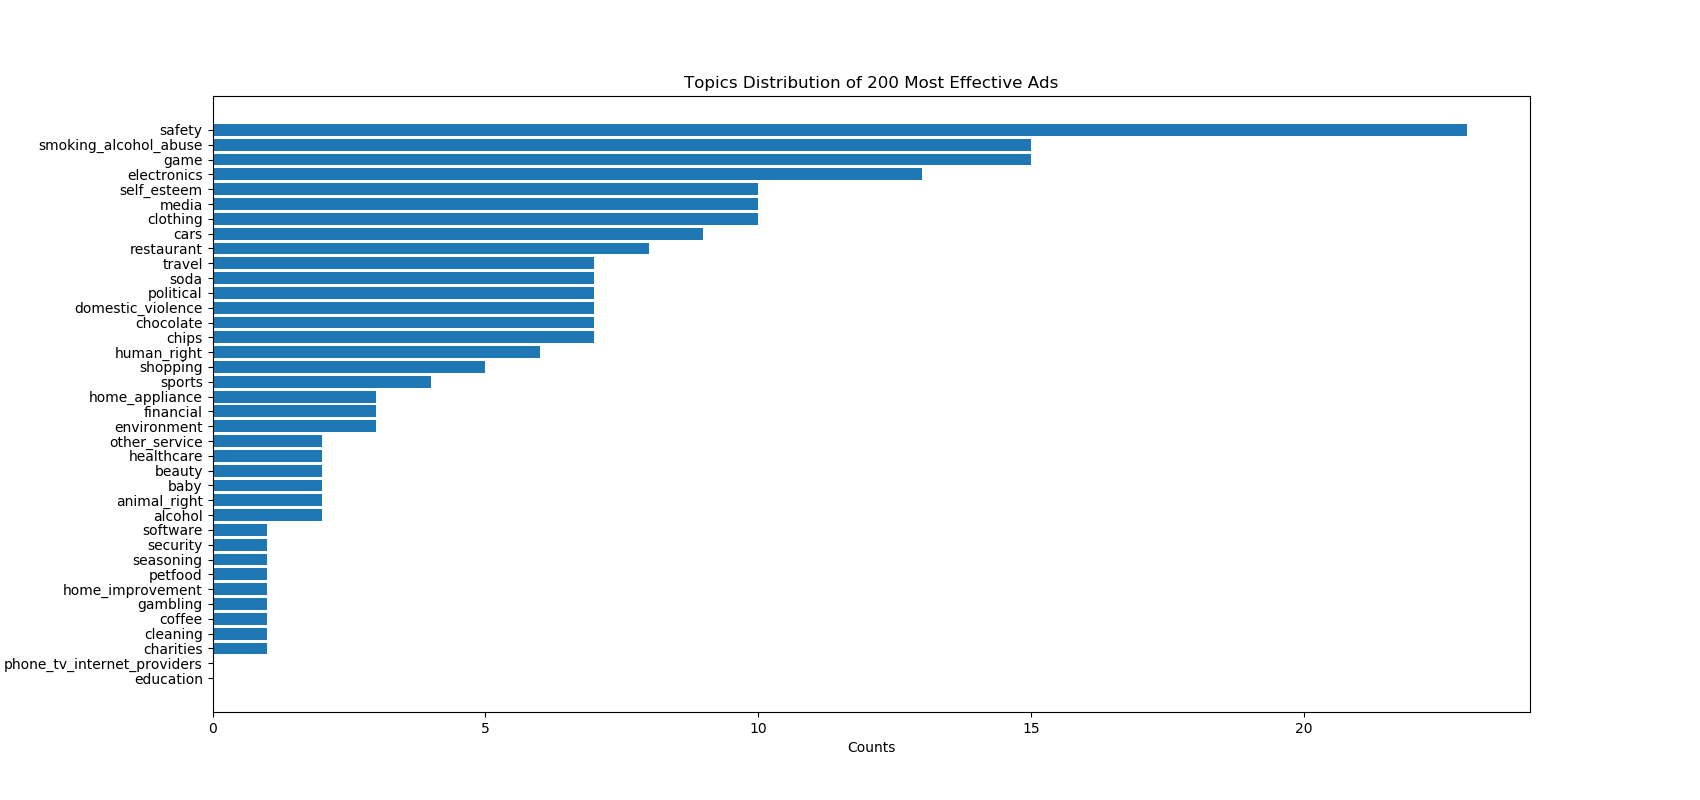 Topics Distribution of 200 Most Effective Ads
safety
smoking_alcohol_abuse
game
electronics
self_esteem
media
clothing
cars
restaurant
travel
soda
political
domestic_violence
chocolate
chips
human_right
shopping
sports
home_appliance
financial
environment
other_service
healthcare
beauty
baby
animal_right
alcohol
software
security
seasoning
petfood
home_improvement
gambling
coffee
cleaning
charities
phone_tv_internet_providers
education
0 5 10 15 20
Counts